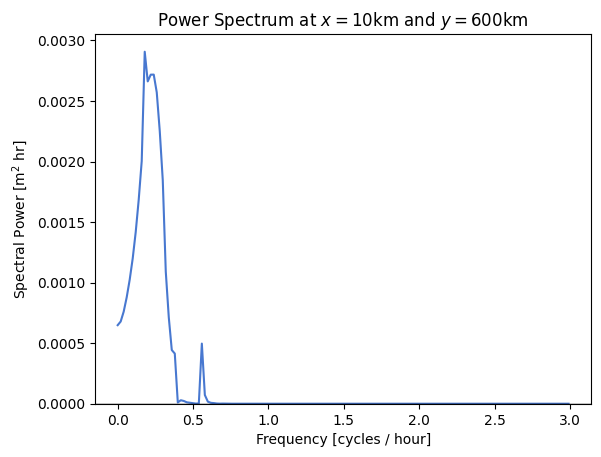 Power Spectrum at x = 10km and y = 600km
0.0030
0.0025
0.0020
0.0015
0.0010
0.0005
0.0000
Spectral Power [m² hr]
0.0 0.5 1.0 1.5 2.0 2.5 3.0
Frequency [cycles / hour]